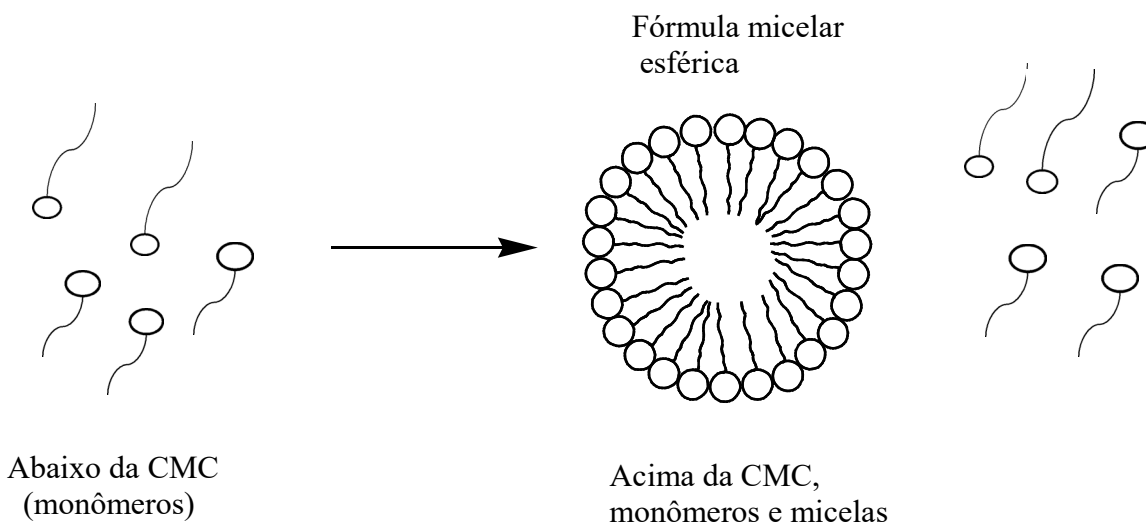 Fórmula micelar
esférica
Abaixo da CMC
(monômeros)
Acima da CMC,
monômeros e micelas